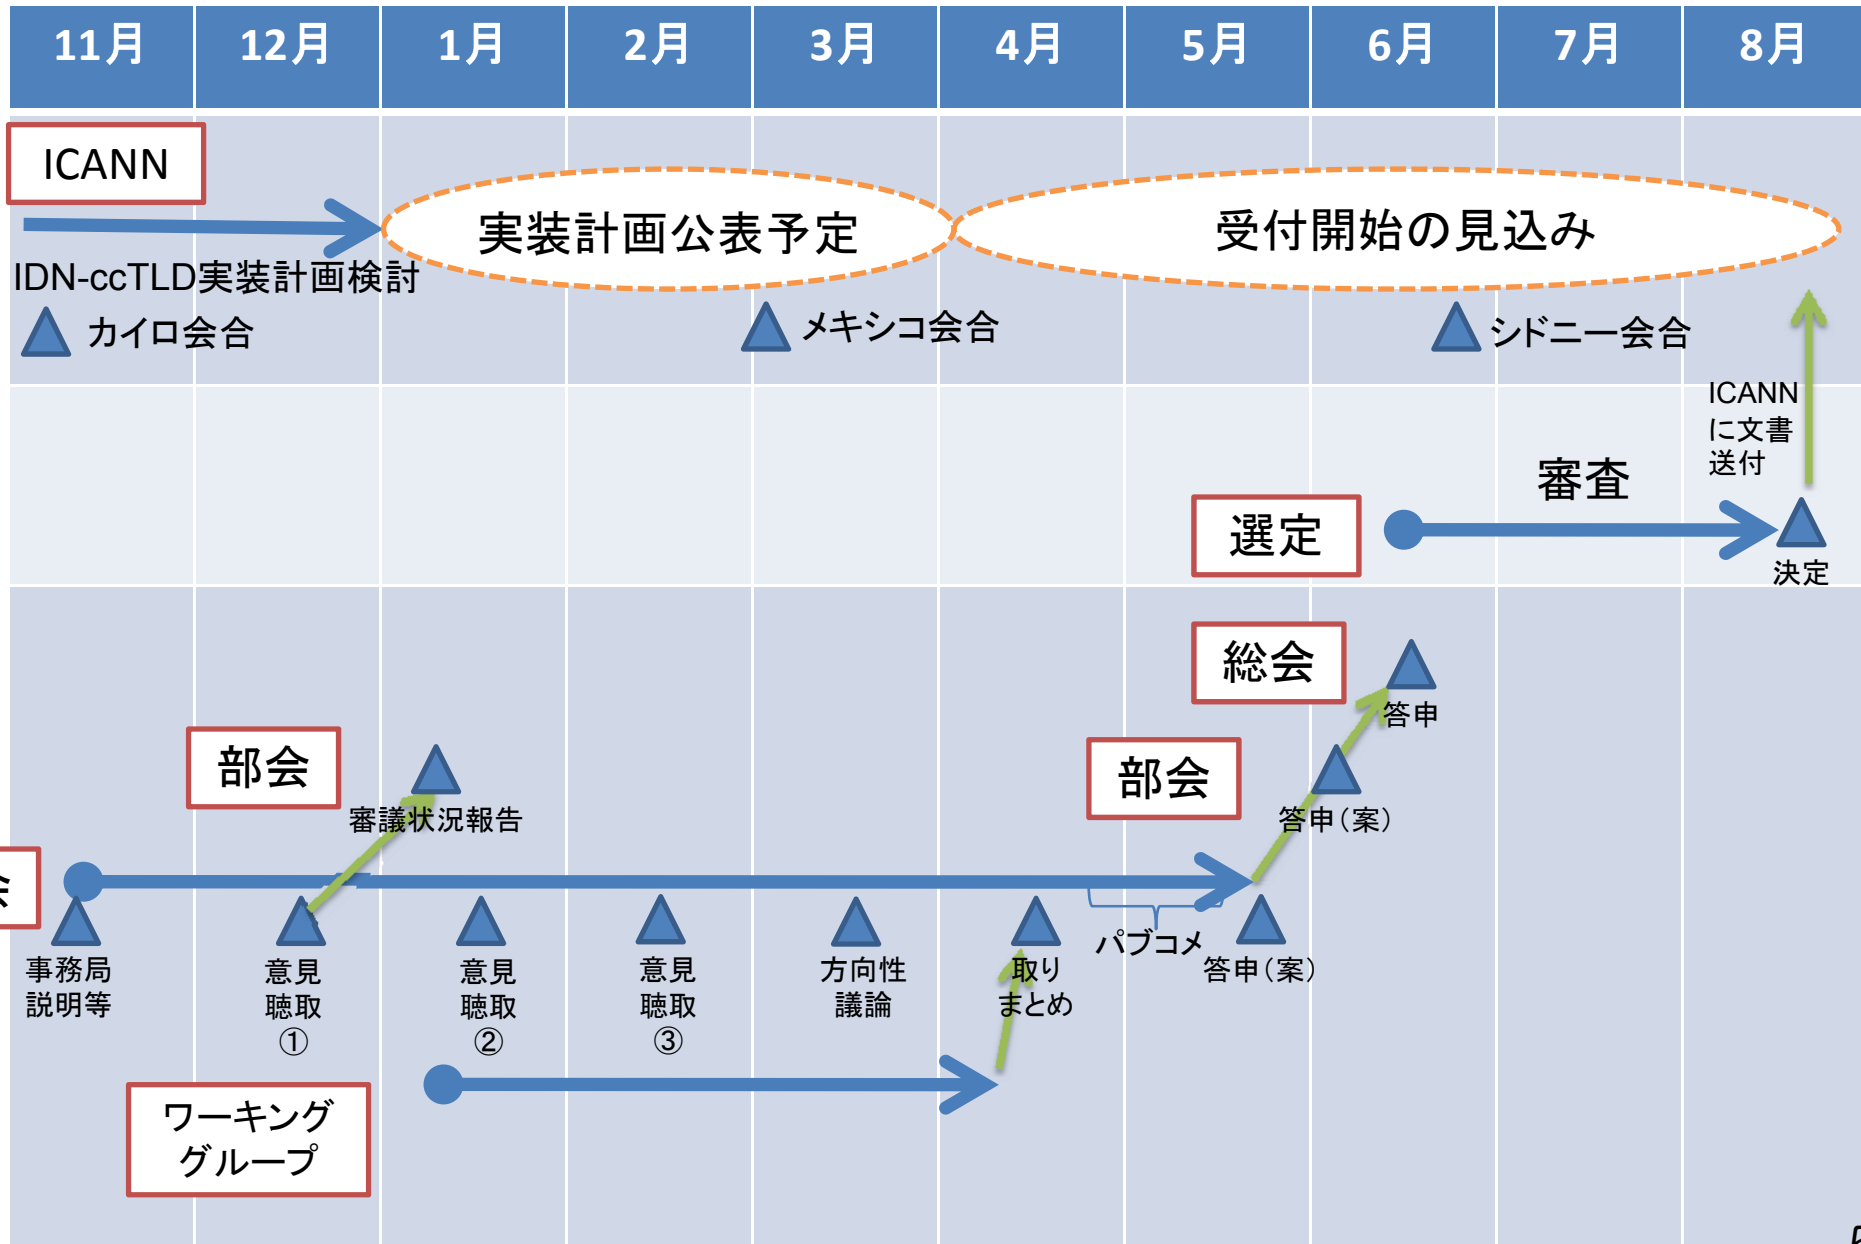 11月 12月 1月 2月 3月 4月 5月 6月 7月 8月
ICANN
実装計画公表予定
受付開始の見込み
IDN-ccTLD実装計画検討
カイロ会合
メキシコ会合
シドニー会合
ICANN
に文書
送付
審査
選定
決定
総会
答申
部会
審議状況報告
部会
答申(案)
会
事務局
説明等
意見
聴取
①
意見
聴取
②
意見
聴取
③
方向性
議論
取り
まとめ
パブコメ
答申(案)
ワーキング
グループ